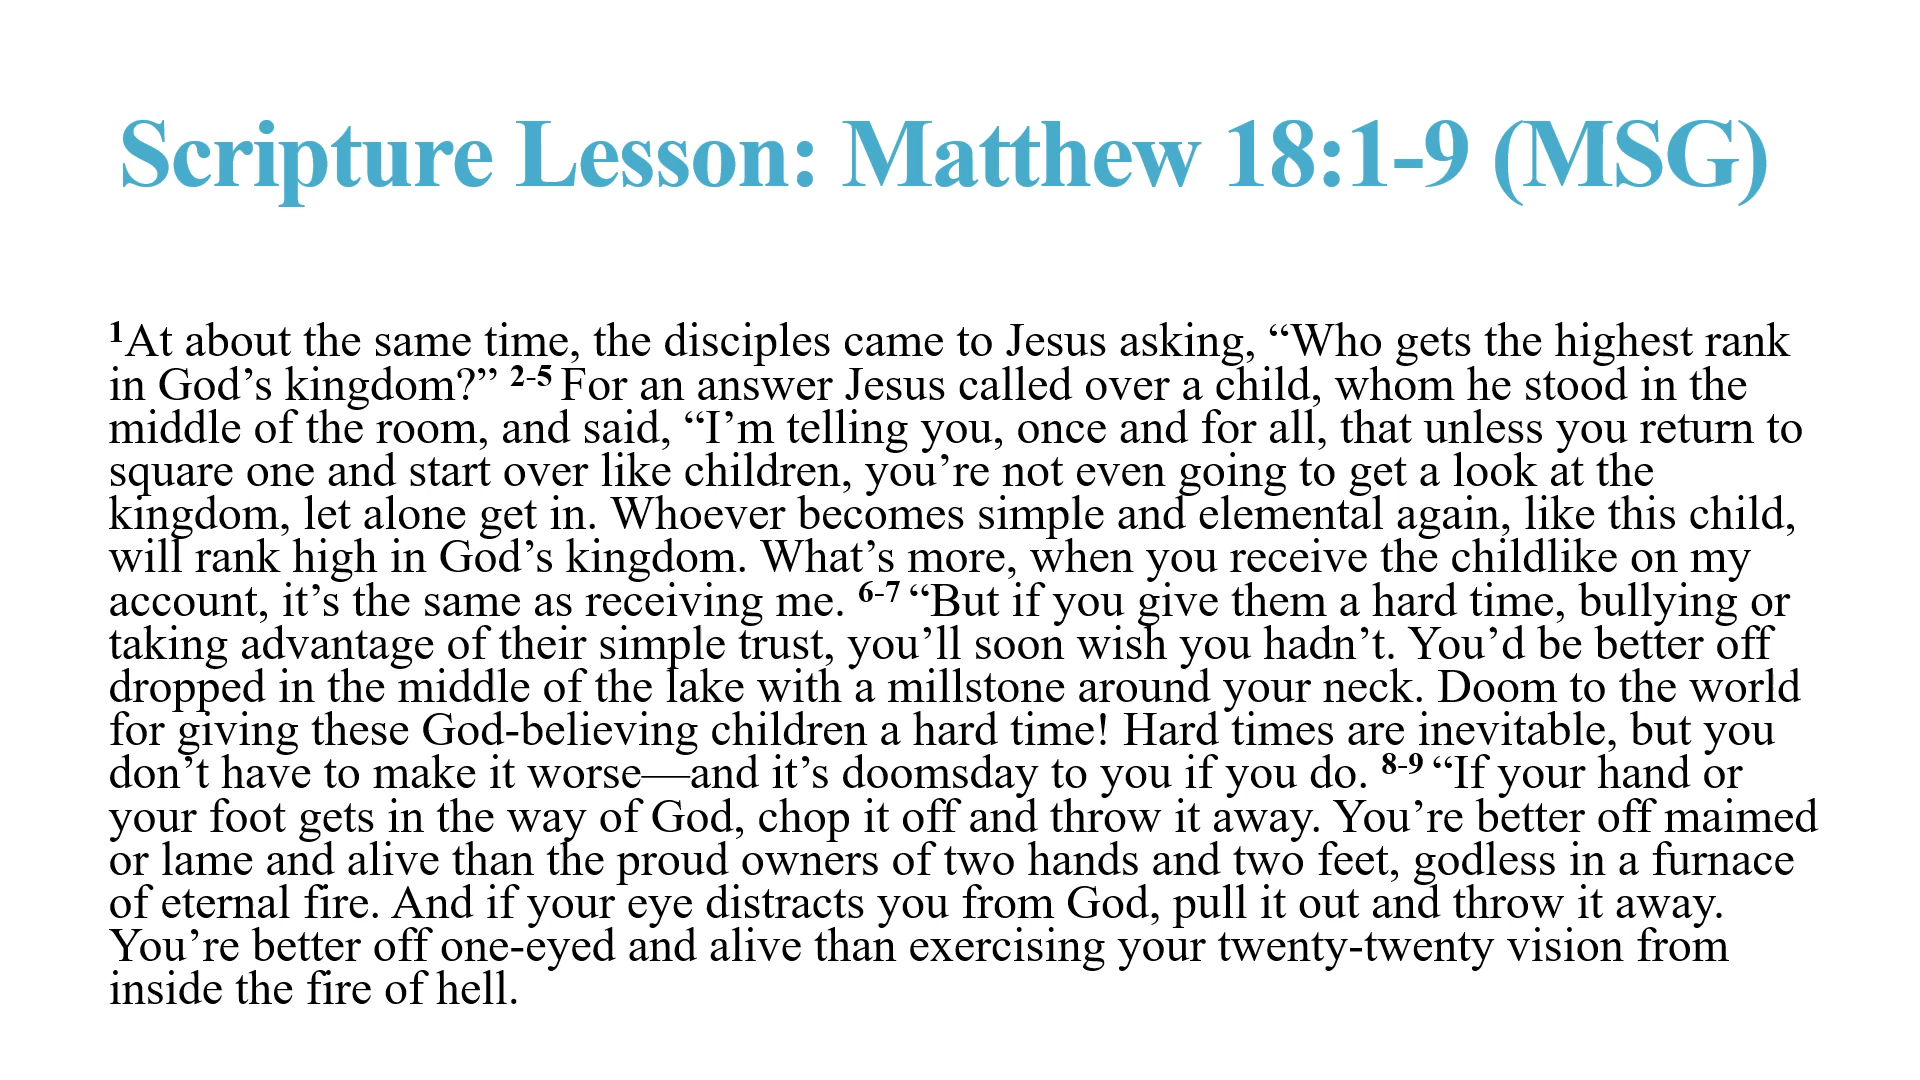 Scripture Lesson: Matthew 18:1-9 (MSG)
1At about the same time, the disciples came to Jesus asking, “Who gets the highest rank
in God’s kingdom?” 2-5 For an answer Jesus called over a child, whom he stood in the
middle of the room, and said, “I’m telling you, once and for all, that unless you return to
square one and start over like children, you’re not even going to get a look at the
kingdom, let alone get in. Whoever becomes simple and elemental again, like this child,
will rank high in God’s kingdom. What’s more, when you receive the childlike on my
account, it’s the same as receiving me. 6-7 “But if you give them a hard time, bullying or
taking advantage of their simple trust, you’ll soon wish you hadn’t. You’d be better off
dropped in the middle of the lake with a millstone around your neck. Doom to the world
for giving these God-believing children a hard time! Hard times are inevitable, but you
don’t have to make it worse—and it’s doomsday to you if you do. 8-9 “If your hand or
your foot gets in the way of God, chop it off and throw it away. You’re better off maimed
or lame and alive than the proud owners of two hands and two feet, godless in a furnace
of eternal fire. And if your eye distracts you from God, pull it out and throw it away.
You’re better off one-eyed and alive than exercising your twenty-twenty vision from
inside the fire of hell.